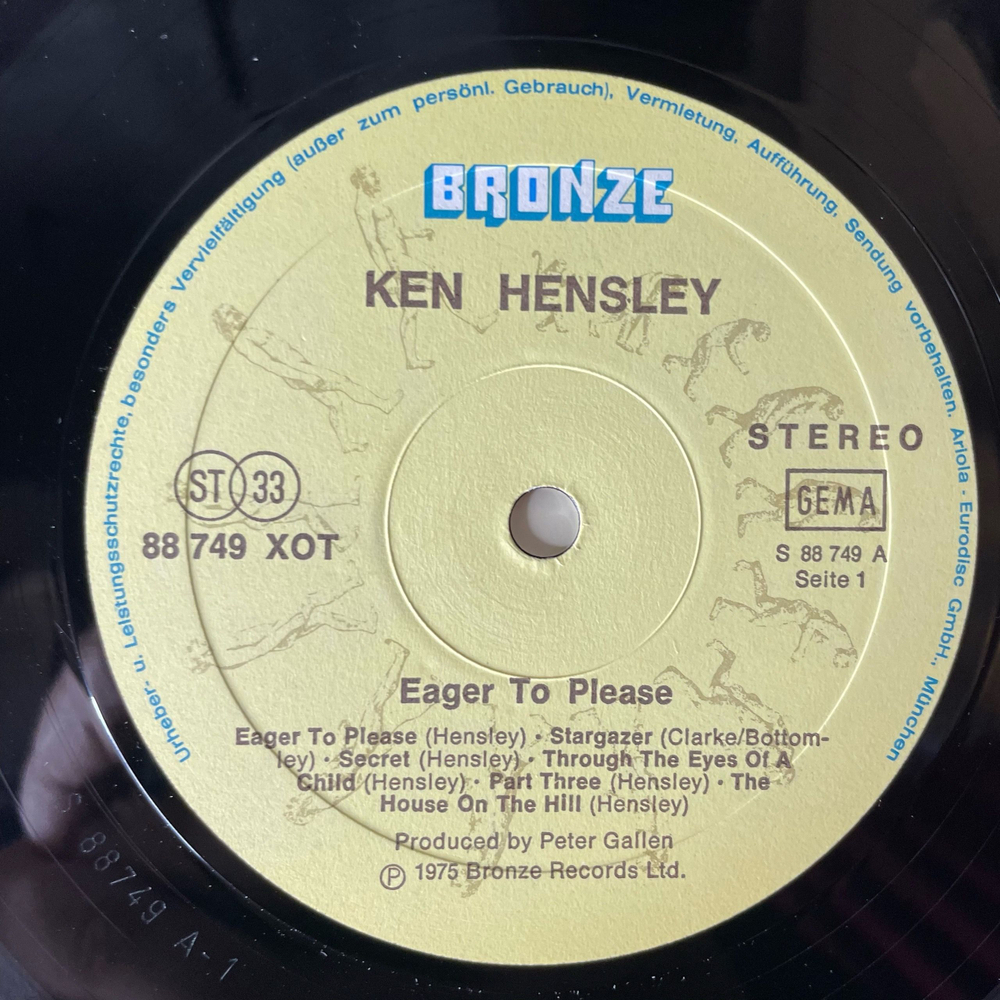 Urheber- u. Leistungsschutzrechte, besonders Vervielfältigung (außer zum persönl. Gebrauch), Vermietung, Aufführung, Sendung vorbehalten. Ariola - Eurodisc GmbH., München
BRONZE
KEN HENSLEY
STEREO
ST 33
GEMA
88 749 XOT
S 88 749 A
Seite 1
Eager To Please
Eager To Please (Hensley) · Stargazer (Clarke/Bottom-
ley) · Secret (Hensley) · Through The Eyes Of A
Child (Hensley) · Part Three (Hensley) · The
House On The Hill (Hensley)
Produced by Peter Gallen
Ⓟ 1975 Bronze Records Ltd.
S 88749 A-1